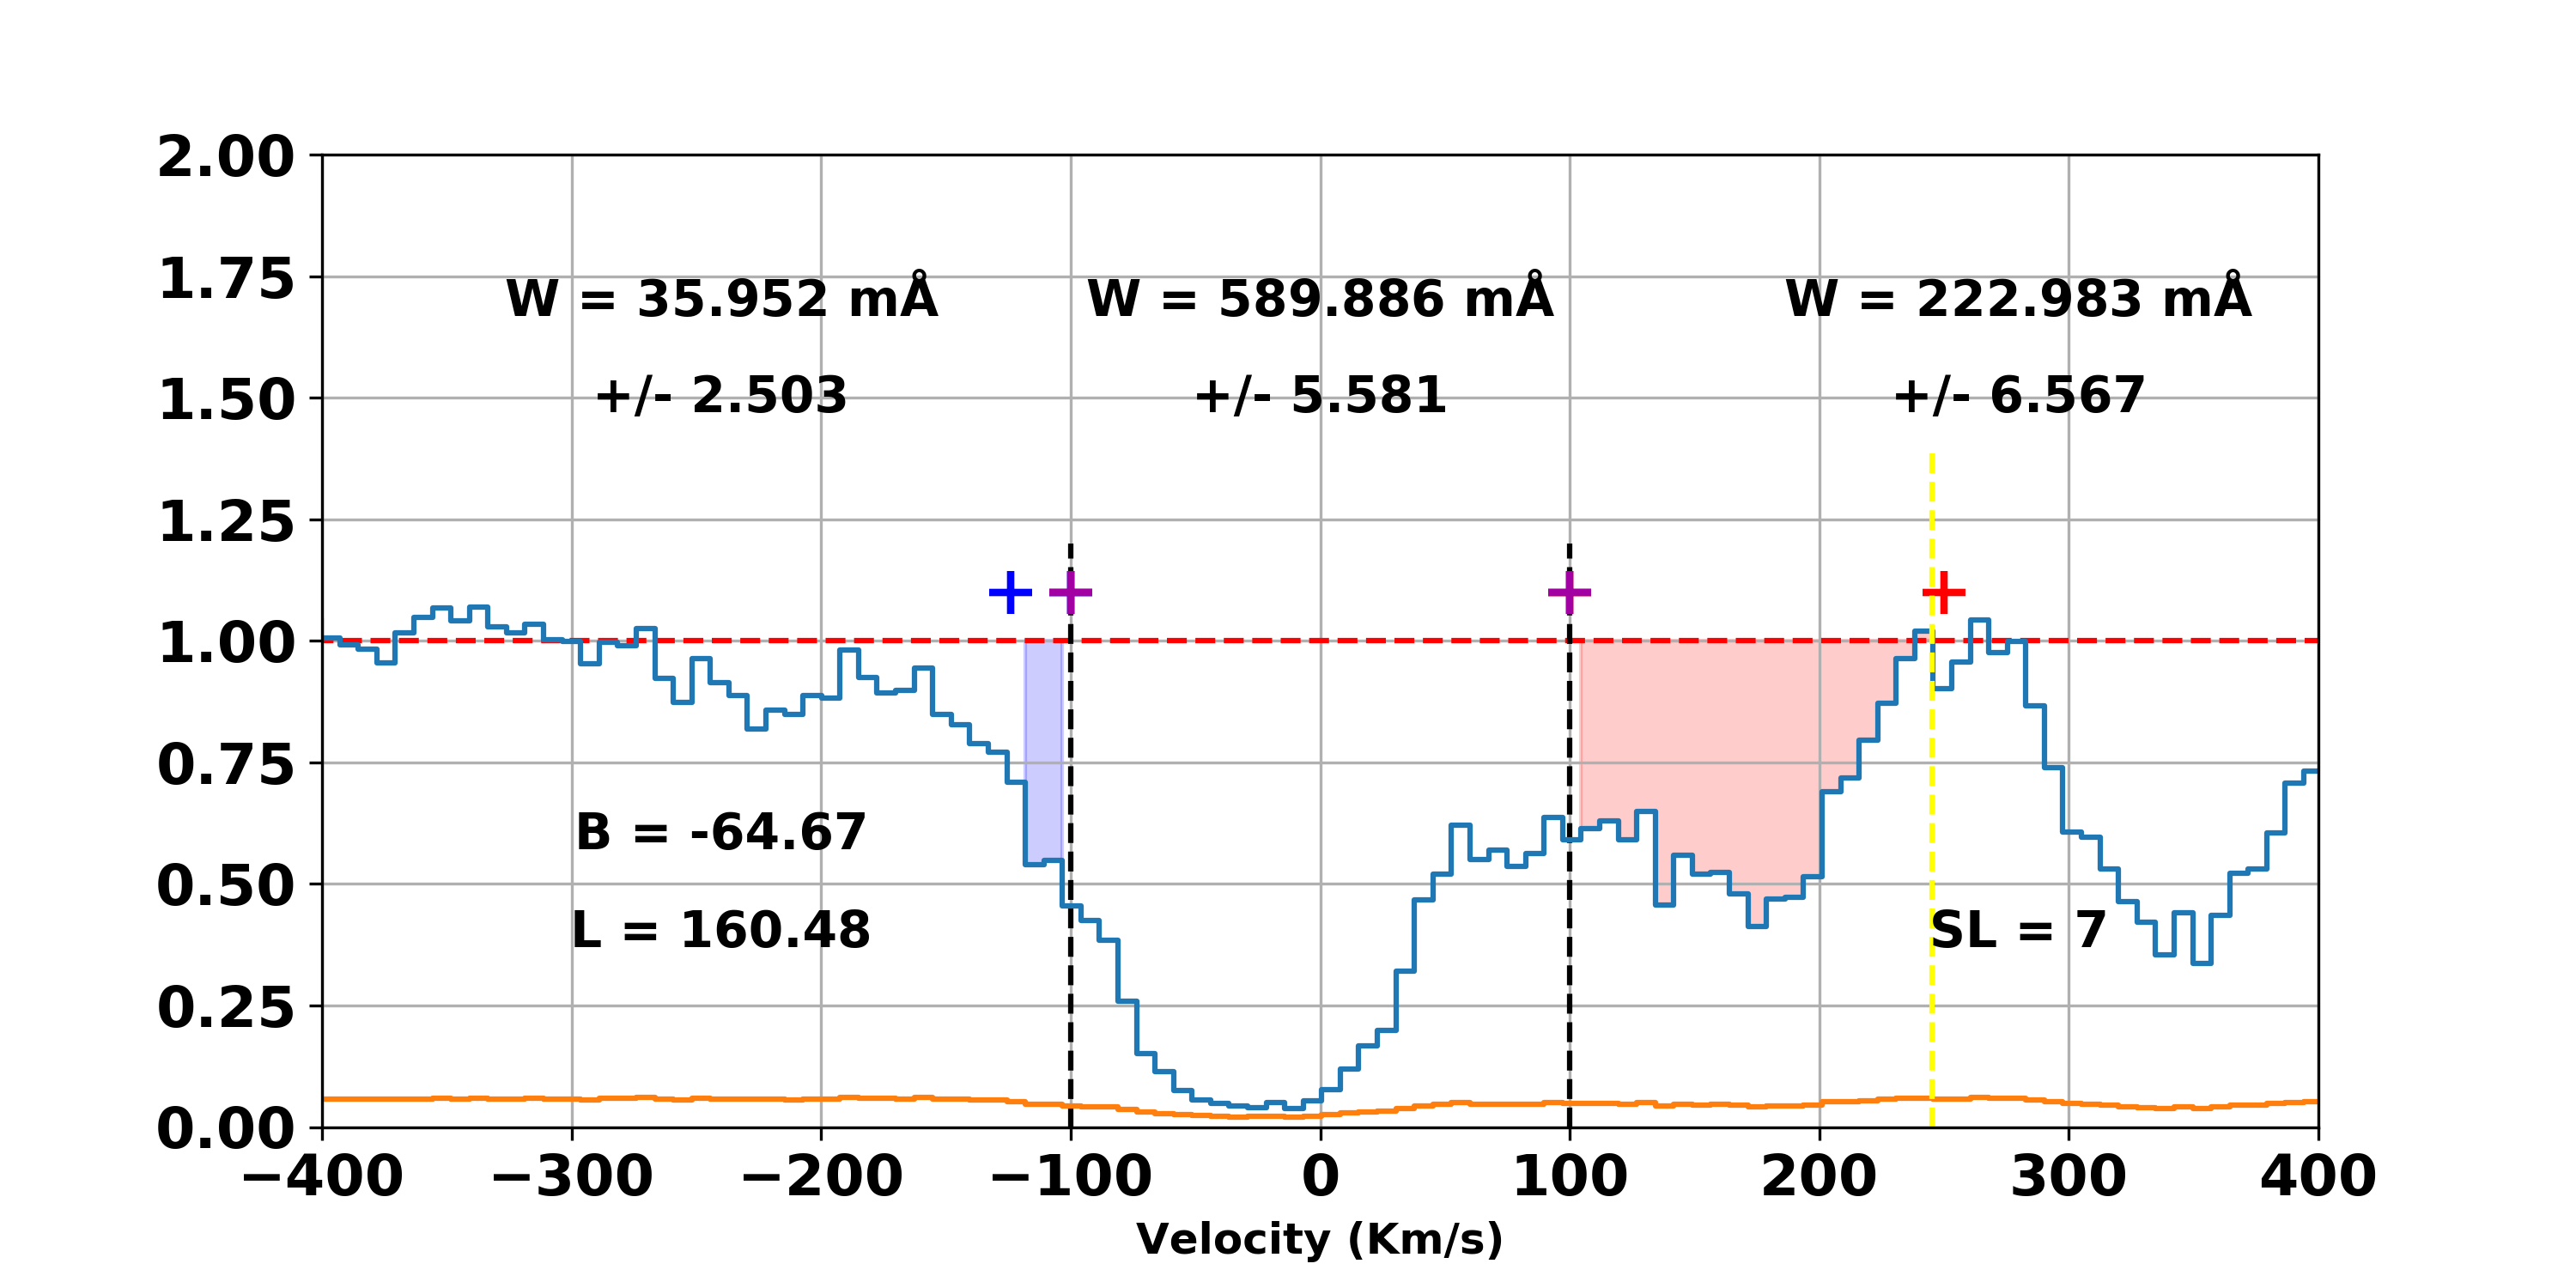 2.00
1.75
1.50
1.25
1.00
0.75
0.50
0.25
0.00
W = 35.952 mÅ
+/- 2.503
W = 589.886 mÅ
+/- 5.581
W = 222.983 mÅ
+/- 6.567
B = -64.67
L = 160.48
SL = 7
−400 −300 −200 −100 0 100 200 300 400
Velocity (Km/s)